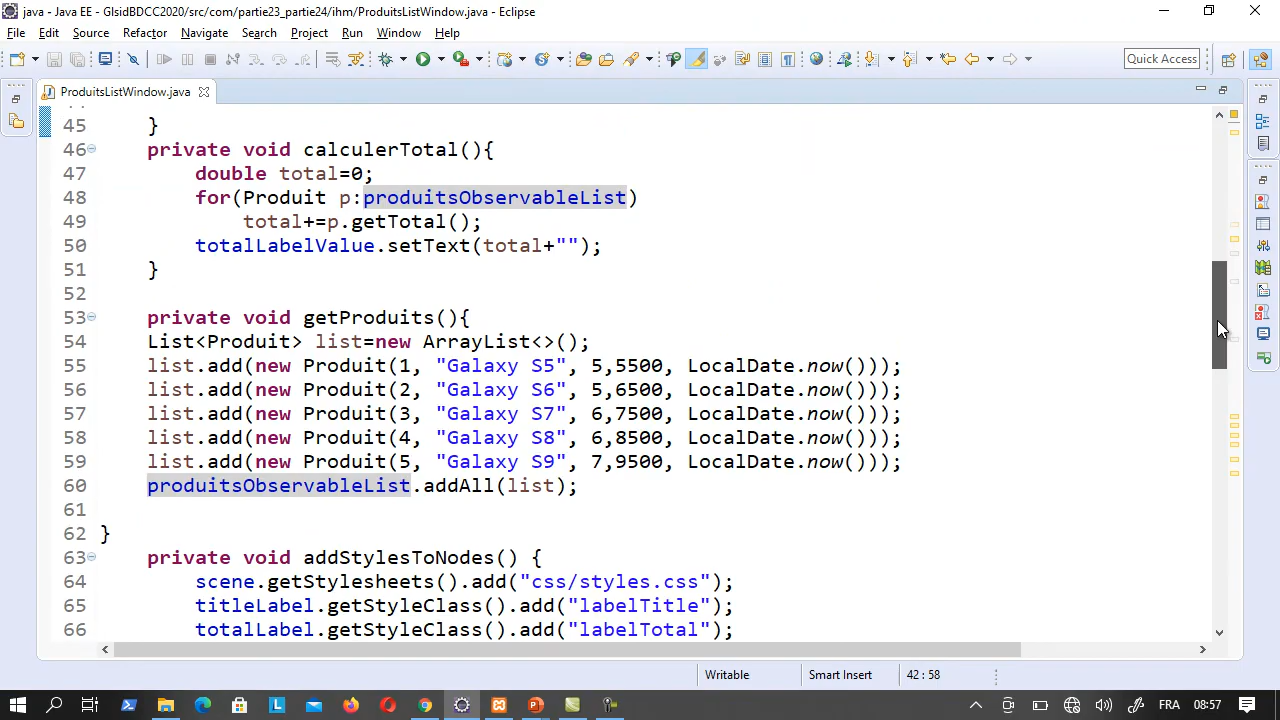 java - Java EE - GlsidBDCC2020/src/com/partie23_partie24/ihm/ProduitsListWindow.java - Eclipse
File Edit Source Refactor Navigate Search Project Run Window Help
Quick Access
ProduitsListWindow.java
45 }
46 private void calculerTotal(){
47 double total=0;
48 for(Produit p:produitsObservableList)
49 total+=p.getTotal();
50 totalLabelValue.setText(total+"");
51 }
52
53 private void getProduits(){
54 List<Produit> list=new ArrayList<>();
55 list.add(new Produit(1, "Galaxy S5", 5,5500, LocalDate.now()));
56 list.add(new Produit(2, "Galaxy S6", 5,6500, LocalDate.now()));
57 list.add(new Produit(3, "Galaxy S7", 6,7500, LocalDate.now()));
58 list.add(new Produit(4, "Galaxy S8", 6,8500, LocalDate.now()));
59 list.add(new Produit(5, "Galaxy S9", 7,9500, LocalDate.now()));
60 produitsObservableList.addAll(list);
61
62 }
63 private void addStylesToNodes() {
64 scene.getStylesheets().add("css/styles.css");
65 titleLabel.getStyleClass().add("labelTitle");
66 totalLabel.getStyleClass().add("labelTotal");
Writable Smart Insert 42 : 58
FRA 08:57